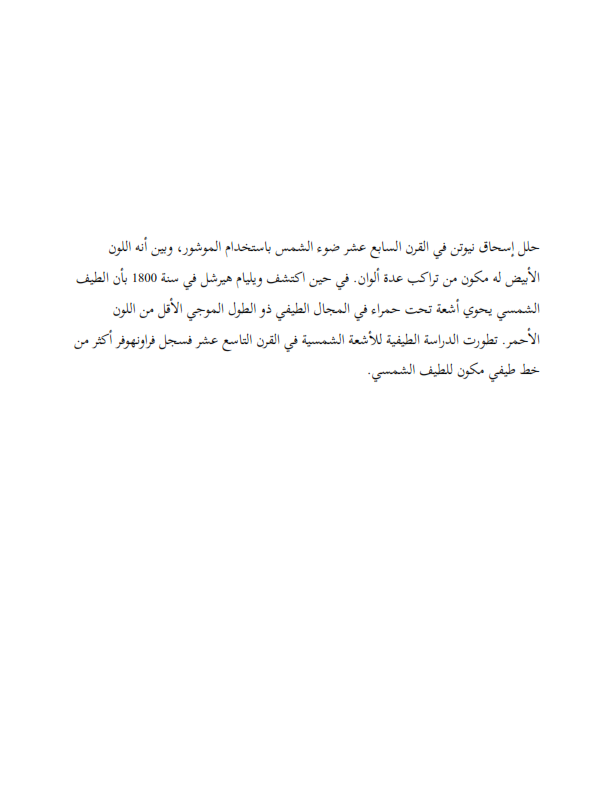 حلل إسحاق نيوتن في القرن السابع عشر ضوء الشمس باستخدام الموشور، وبين أنه اللون
الأبيض له مكون من تراكب عدة ألوان. في حين اكتشف ويليام هيرشل في سنة 1800 بأن الطيف
الشمسي يحوي أشعة تحت حمراء في المجال الطيفي ذو الطول الموجي الأقل من اللون
الأحمر. تطورت الدراسة الطيفية للأشعة الشمسية في القرن التاسع عشر فسجل فراونهوفر أكثر من
خط طيفي مكون للطيف الشمسي.